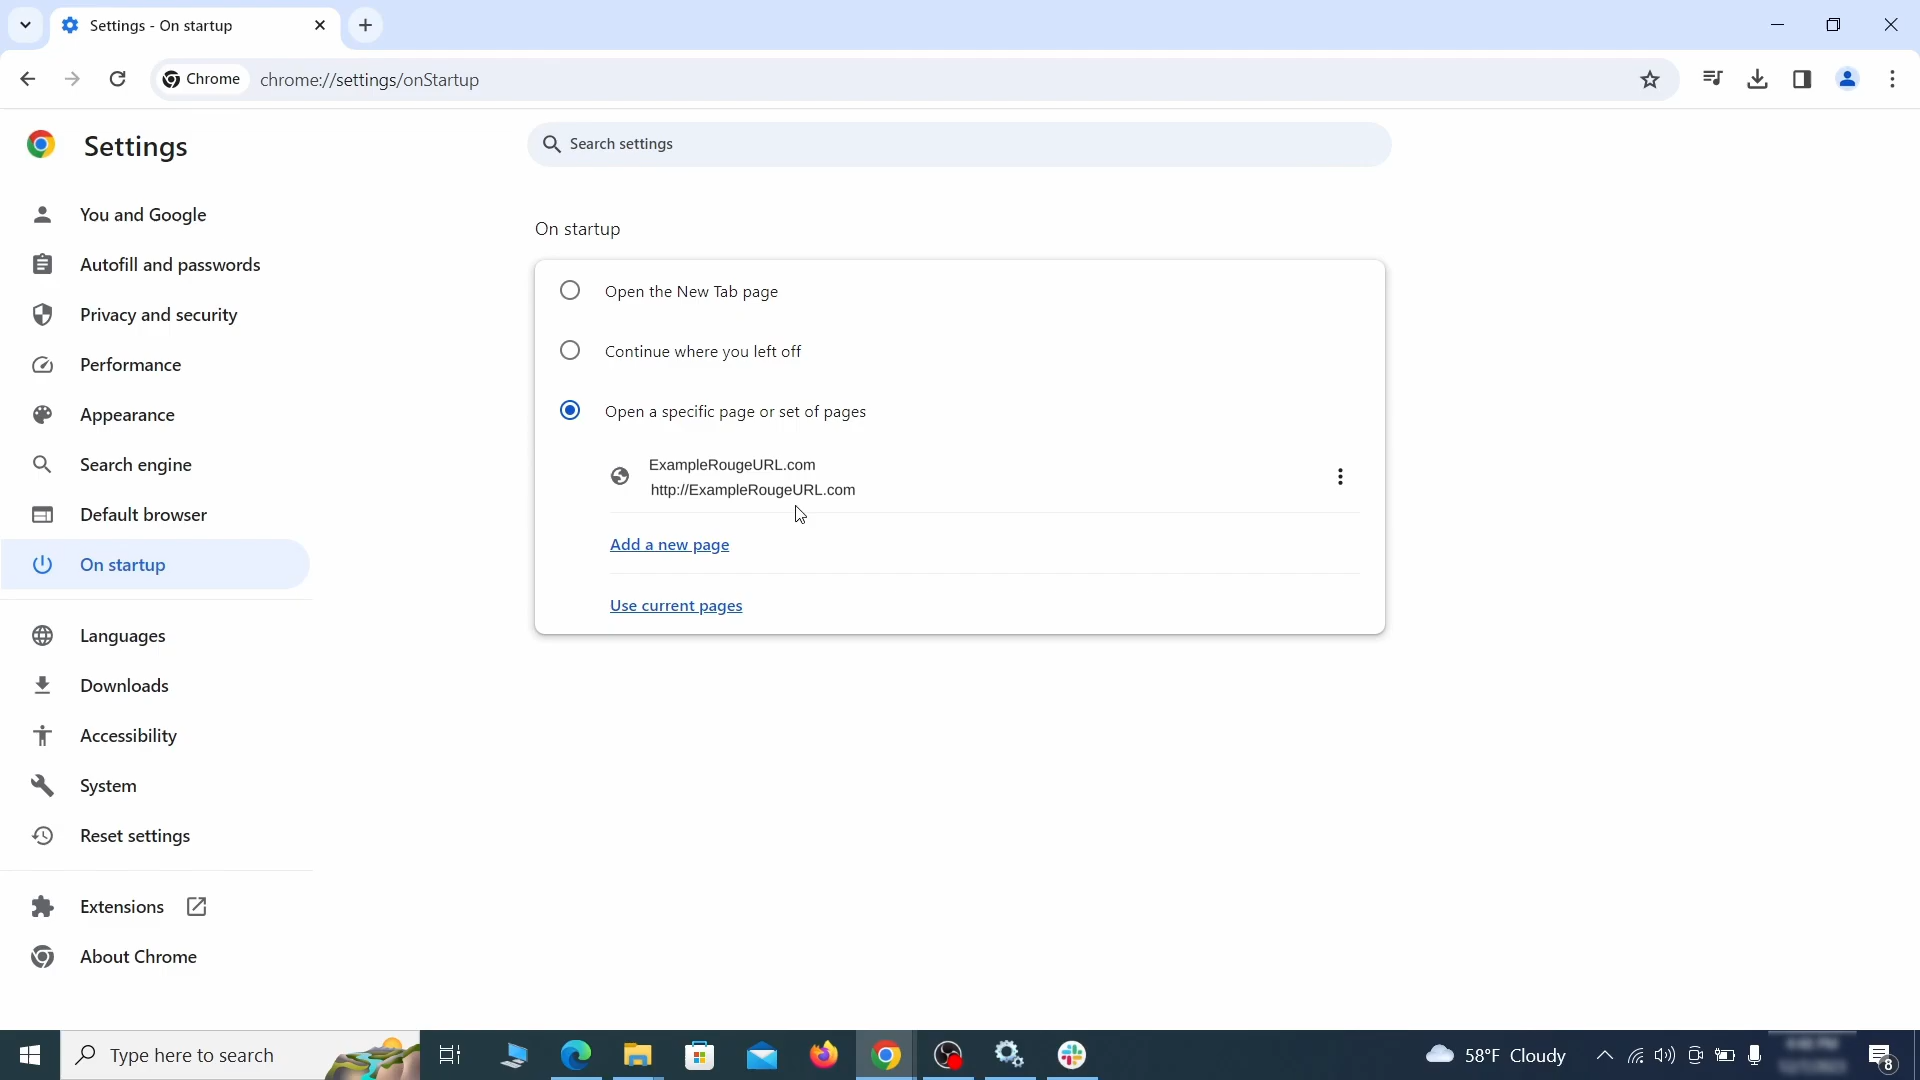 Settings - On startup
Chrome
chrome://settings/onStartup
Settings
Search settings
You and Google
Autofill and passwords
Privacy and security
Performance
Appearance
Search engine
Default browser
On startup
Languages
Downloads
Accessibility
System
Reset settings
Extensions
About Chrome
On startup
Open the New Tab page
Continue where you left off
Open a specific page or set of pages
ExampleRougeURL.com
http://ExampleRougeURL.com
Add a new page
Use current pages
Type here to search
58°F Cloudy
8